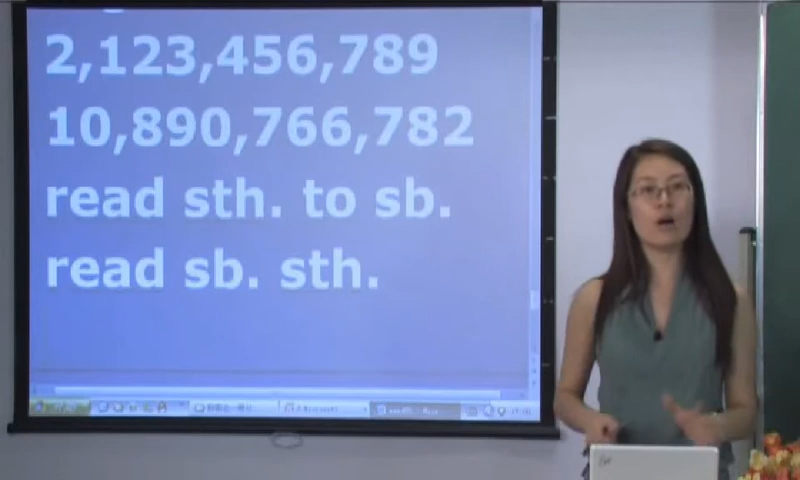 2,123,456,789
10,890,766,782
read sth. to sb.
read sb. sth.